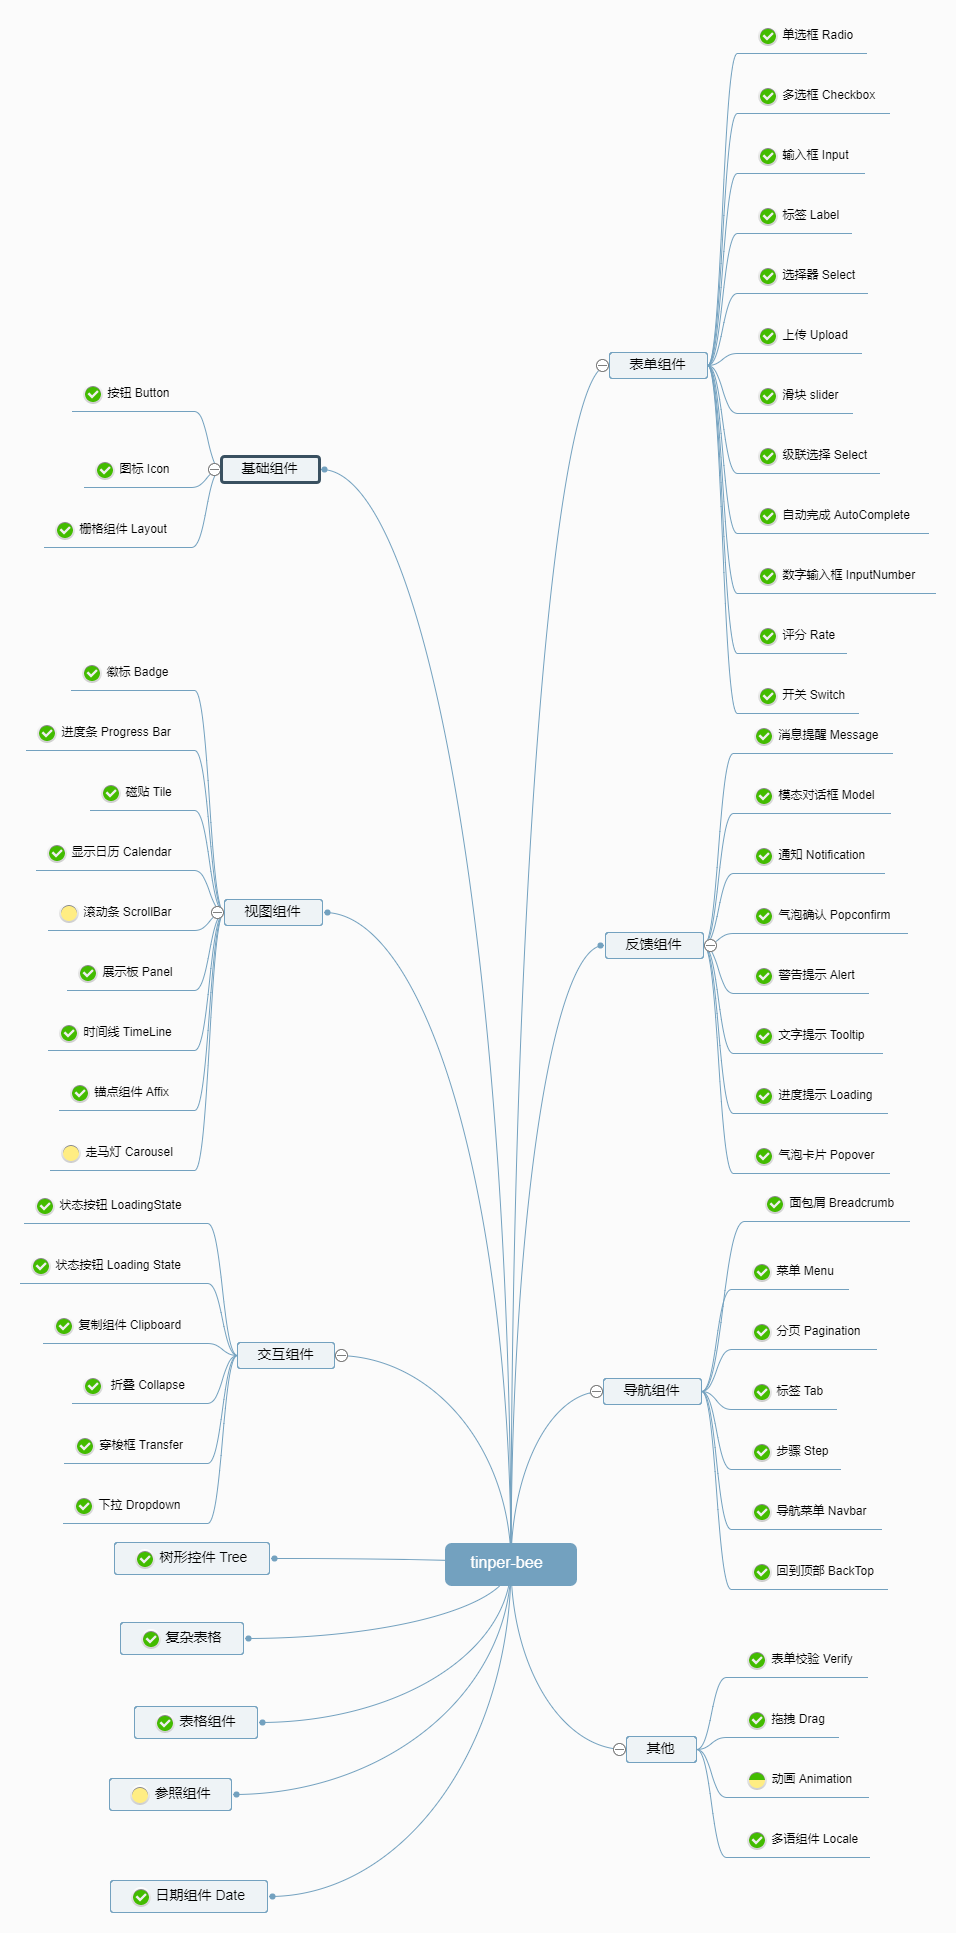 tinper-bee
基础组件
按钮 Button
图标 Icon
栅格组件 Layout
视图组件
徽标 Badge
进度条 Progress Bar
磁贴 Tile
显示日历 Calendar
滚动条 ScrollBar
展示板 Panel
时间线 TimeLine
锚点组件 Affix
走马灯 Carousel
交互组件
状态按钮 LoadingState
状态按钮 Loading State
复制组件 Clipboard
折叠 Collapse
穿梭框 Transfer
下拉 Dropdown
树形控件 Tree
复杂表格
表格组件
参照组件
日期组件 Date
表单组件
单选框 Radio
多选框 Checkbox
输入框 Input
标签 Label
选择器 Select
上传 Upload
滑块 slider
级联选择 Select
自动完成 AutoComplete
数字输入框 InputNumber
评分 Rate
开关 Switch
反馈组件
消息提醒 Message
模态对话框 Model
通知 Notification
气泡确认 Popconfirm
警告提示 Alert
文字提示 Tooltip
进度提示 Loading
气泡卡片 Popover
导航组件
面包屑 Breadcrumb
菜单 Menu
分页 Pagination
标签 Tab
步骤 Step
导航菜单 Navbar
回到顶部 BackTop
其他
表单校验 Verify
拖拽 Drag
动画 Animation
多语组件 Locale